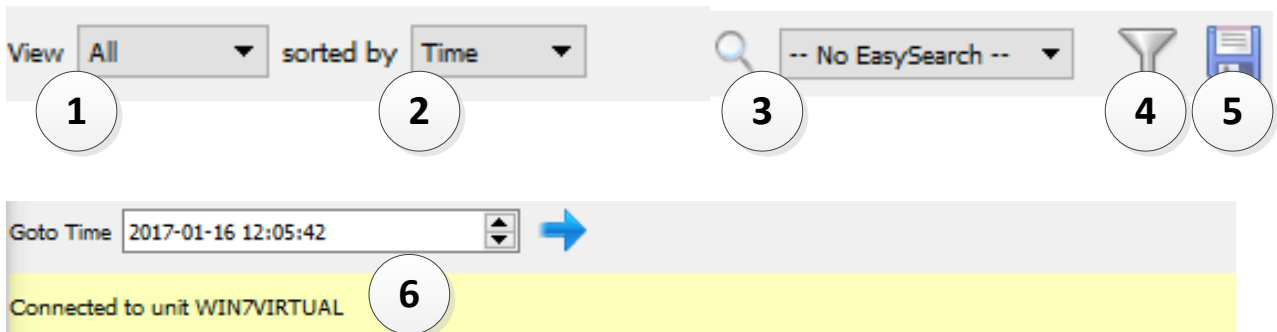 View All sorted by Time -- No EasySearch --
1 2 3 4 5
Goto Time 2017-01-16 12:05:42
6
Connected to unit WIN7VIRTUAL